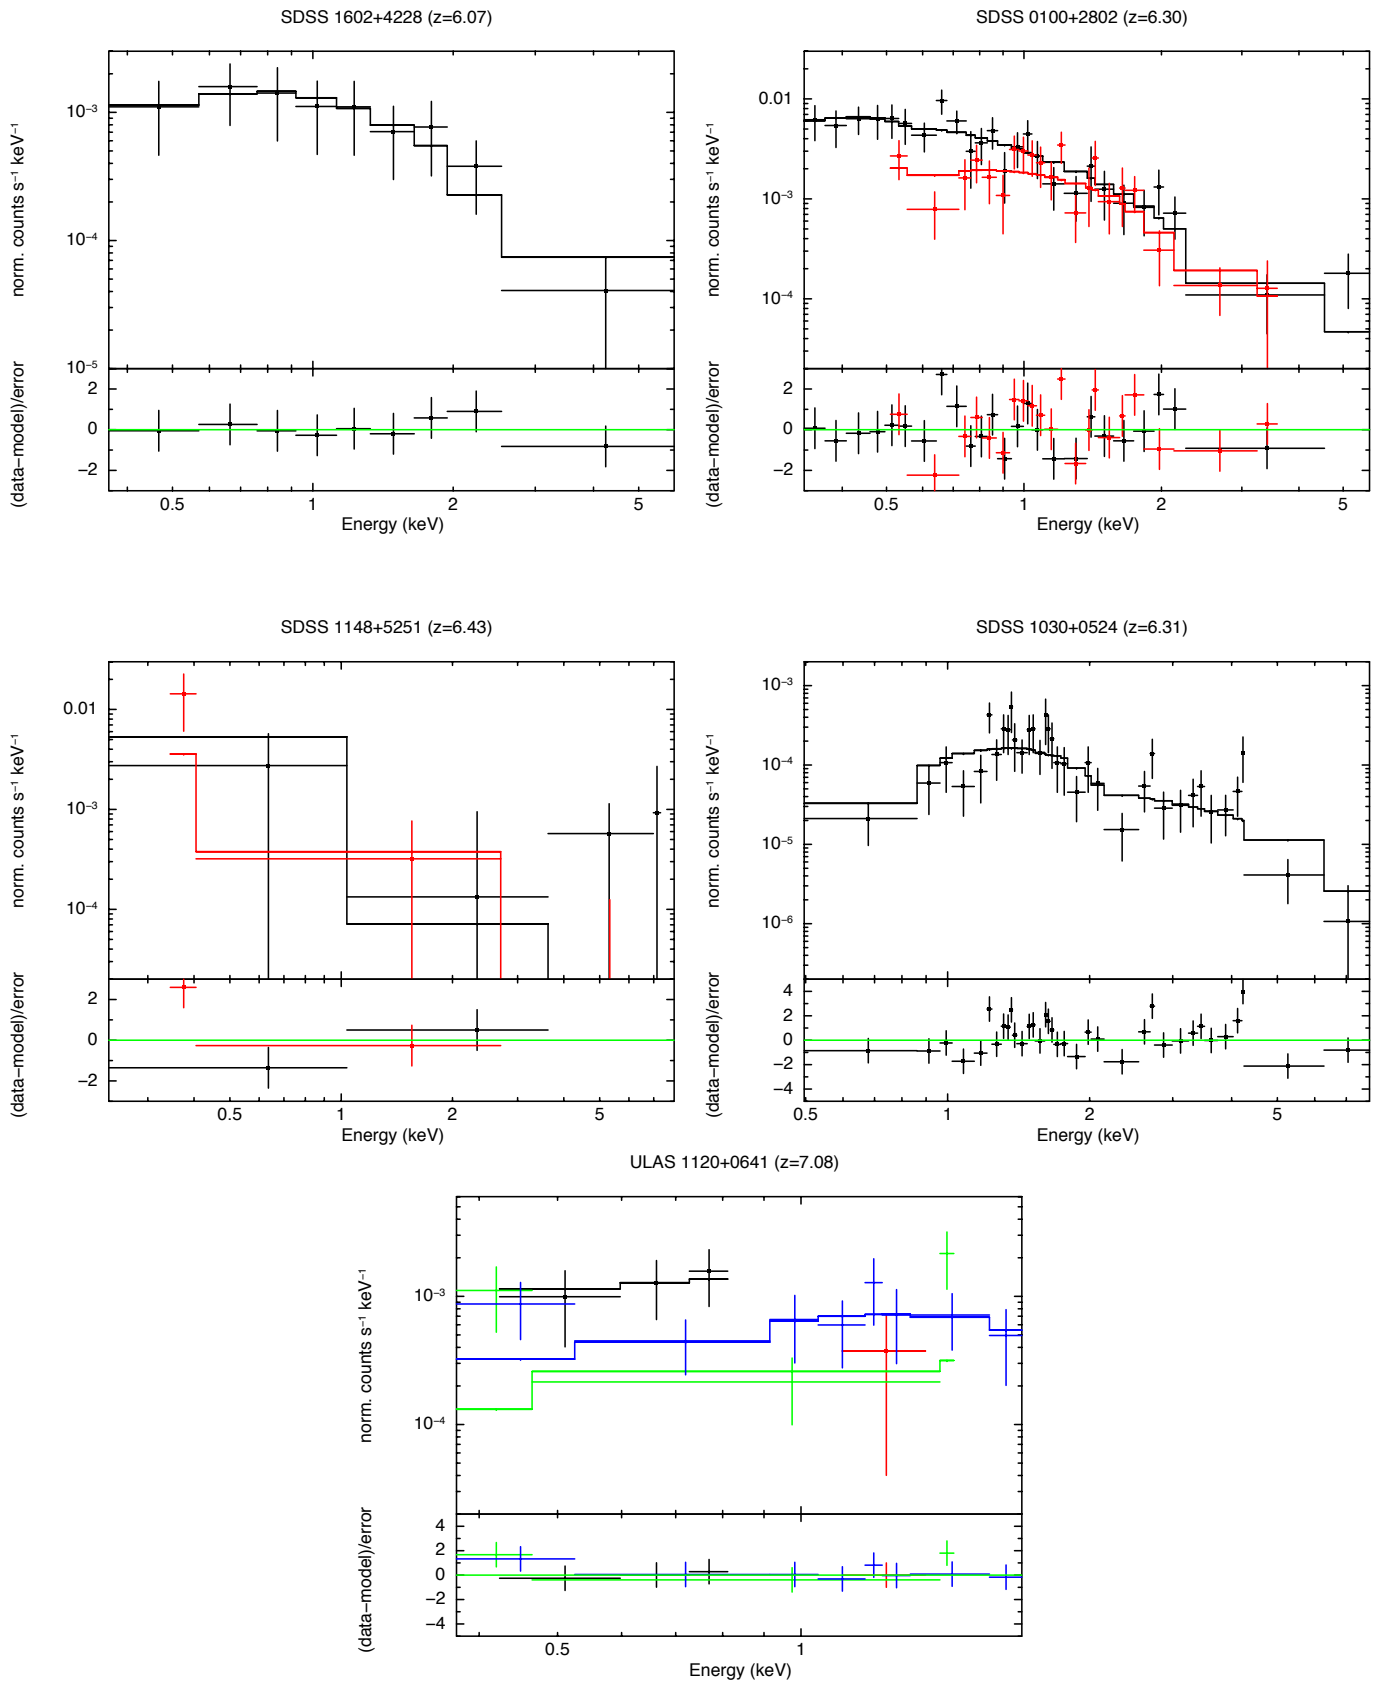 SDSS 1602+4228 (z=6.07)
norm. counts s⁻¹ keV⁻¹
10⁻³
10⁻⁴
10⁻⁵
(data−model)/error
2
0
−2
0.5 1 2 5
Energy (keV)
SDSS 0100+2802 (z=6.30)
norm. counts s⁻¹ keV⁻¹
0.01
10⁻³
10⁻⁴
(data−model)/error
2
0
−2
0.5 1 2 5
Energy (keV)
SDSS 1148+5251 (z=6.43)
norm. counts s⁻¹ keV⁻¹
0.01
10⁻³
10⁻⁴
(data−model)/error
2
0
−2
0.5 1 2 5
Energy (keV)
SDSS 1030+0524 (z=6.31)
norm. counts s⁻¹ keV⁻¹
10⁻³
10⁻⁴
10⁻⁵
10⁻⁶
(data−model)/error
4
2
0
−2
−4
0.5 1 2 5
Energy (keV)
ULAS 1120+0641 (z=7.08)
norm. counts s⁻¹ keV⁻¹
10⁻³
10⁻⁴
(data−model)/error
4
2
0
−2
−4
0.5 1
Energy (keV)